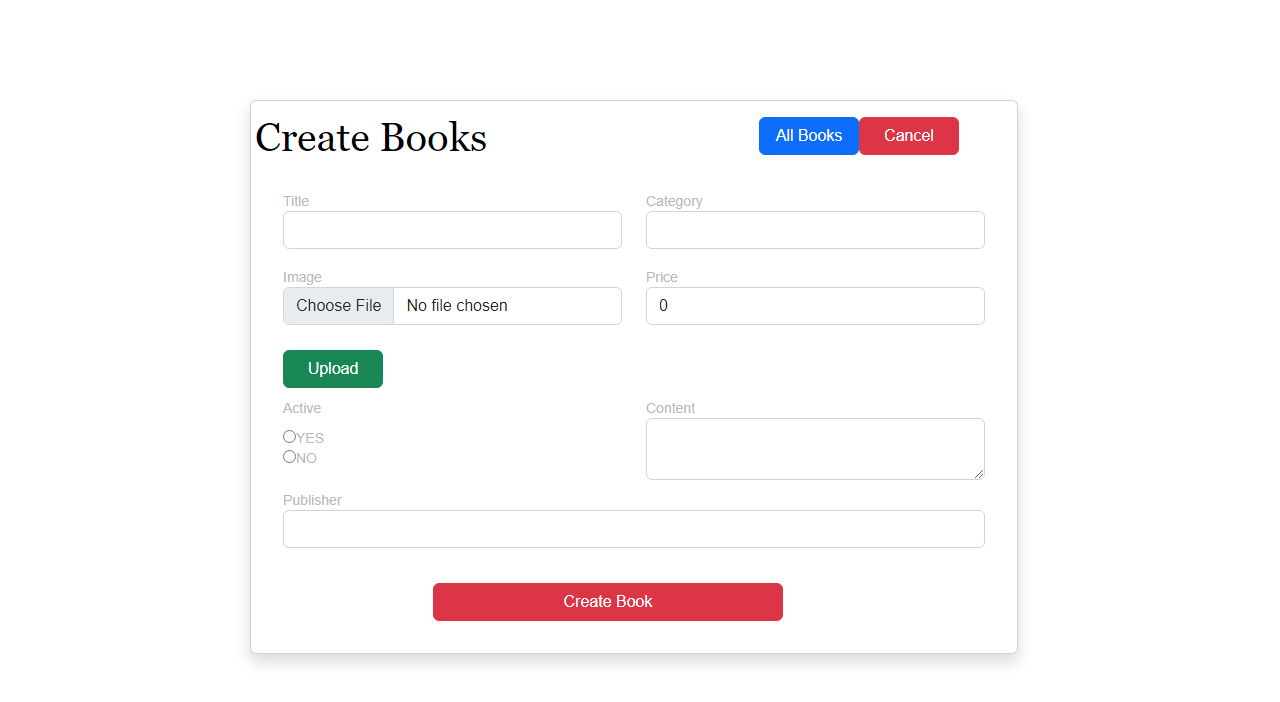 Create Books
All Books Cancel
Title Category
Image Price
Choose File No file chosen 0
Upload
Active Content
YES
NO
Publisher
Create Book